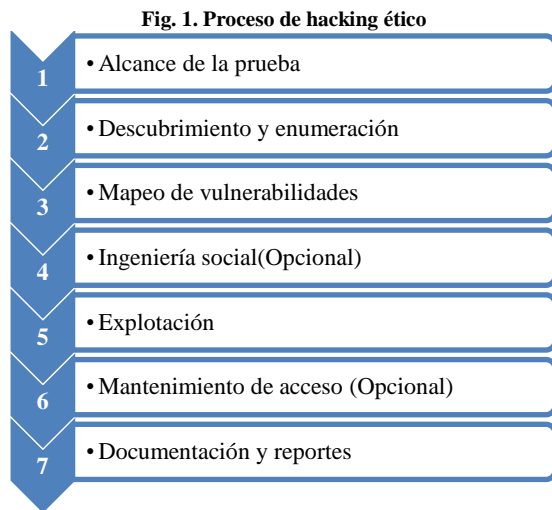 Fig. 1. Proceso de hacking ético
1
• Alcance de la prueba
2
• Descubrimiento y enumeración
3
• Mapeo de vulnerabilidades
4
• Ingeniería social(Opcional)
5
• Explotación
6
• Mantenimiento de acceso (Opcional)
7
• Documentación y reportes